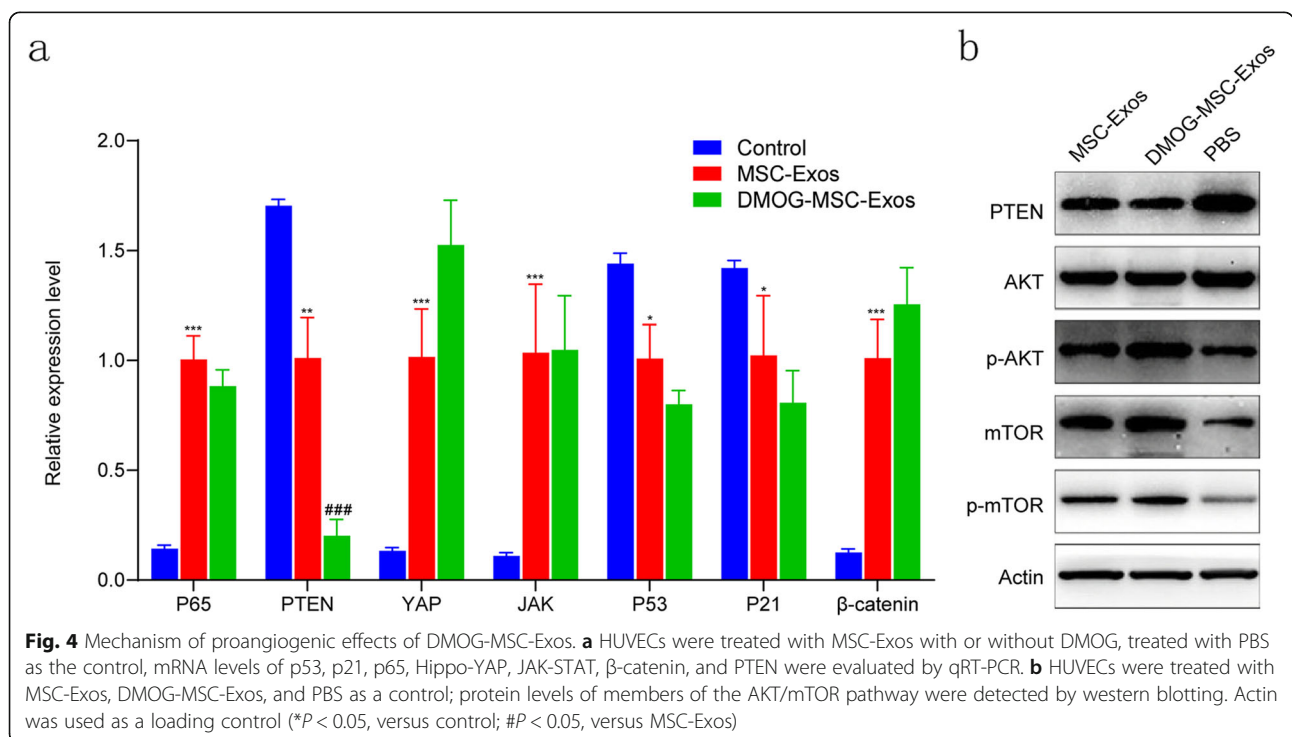 a
b
2.0
1.5
1.0
0.5
0.0
Relative expression level
Control
MSC-Exos
DMOG-MSC-Exos
***
**
###
***
***
*
*
***
P65 PTEN YAP JAK P53 P21 β-catenin
MSC-Exos DMOG-MSC-Exos PBS
PTEN
AKT
p-AKT
mTOR
p-mTOR
Actin
Fig. 4 Mechanism of proangiogenic effects of DMOG-MSC-Exos. a HUVECs were treated with MSC-Exos with or without DMOG, treated with PBS
as the control, mRNA levels of p53, p21, p65, Hippo-YAP, JAK-STAT, β-catenin, and PTEN were evaluated by qRT-PCR. b HUVECs were treated with
MSC-Exos, DMOG-MSC-Exos, and PBS as a control; protein levels of members of the AKT/mTOR pathway were detected by western blotting. Actin
was used as a loading control (*P < 0.05, versus control; #P < 0.05, versus MSC-Exos)